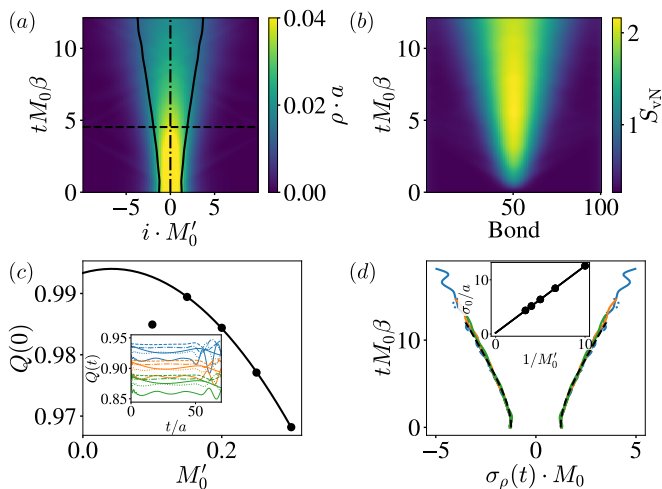 (a)
tM₀β
10
5
0
−5
0
5
i · M₀′
0.04
0.02
0.00
ρ · a
(b)
tM₀β
10
5
0
0
50
100
Bond
2
1
S_vN
(c)
Q(0)
0.99
0.98
0.97
0.0
0.2
M₀′
Q(t)
0.95
0.90
0.85
0
50
t/a
(d)
tM₀β
10
0
−5
0
5
σ_ρ(t) · M₀
σ₀/a
10
0
0
10
1/M₀′